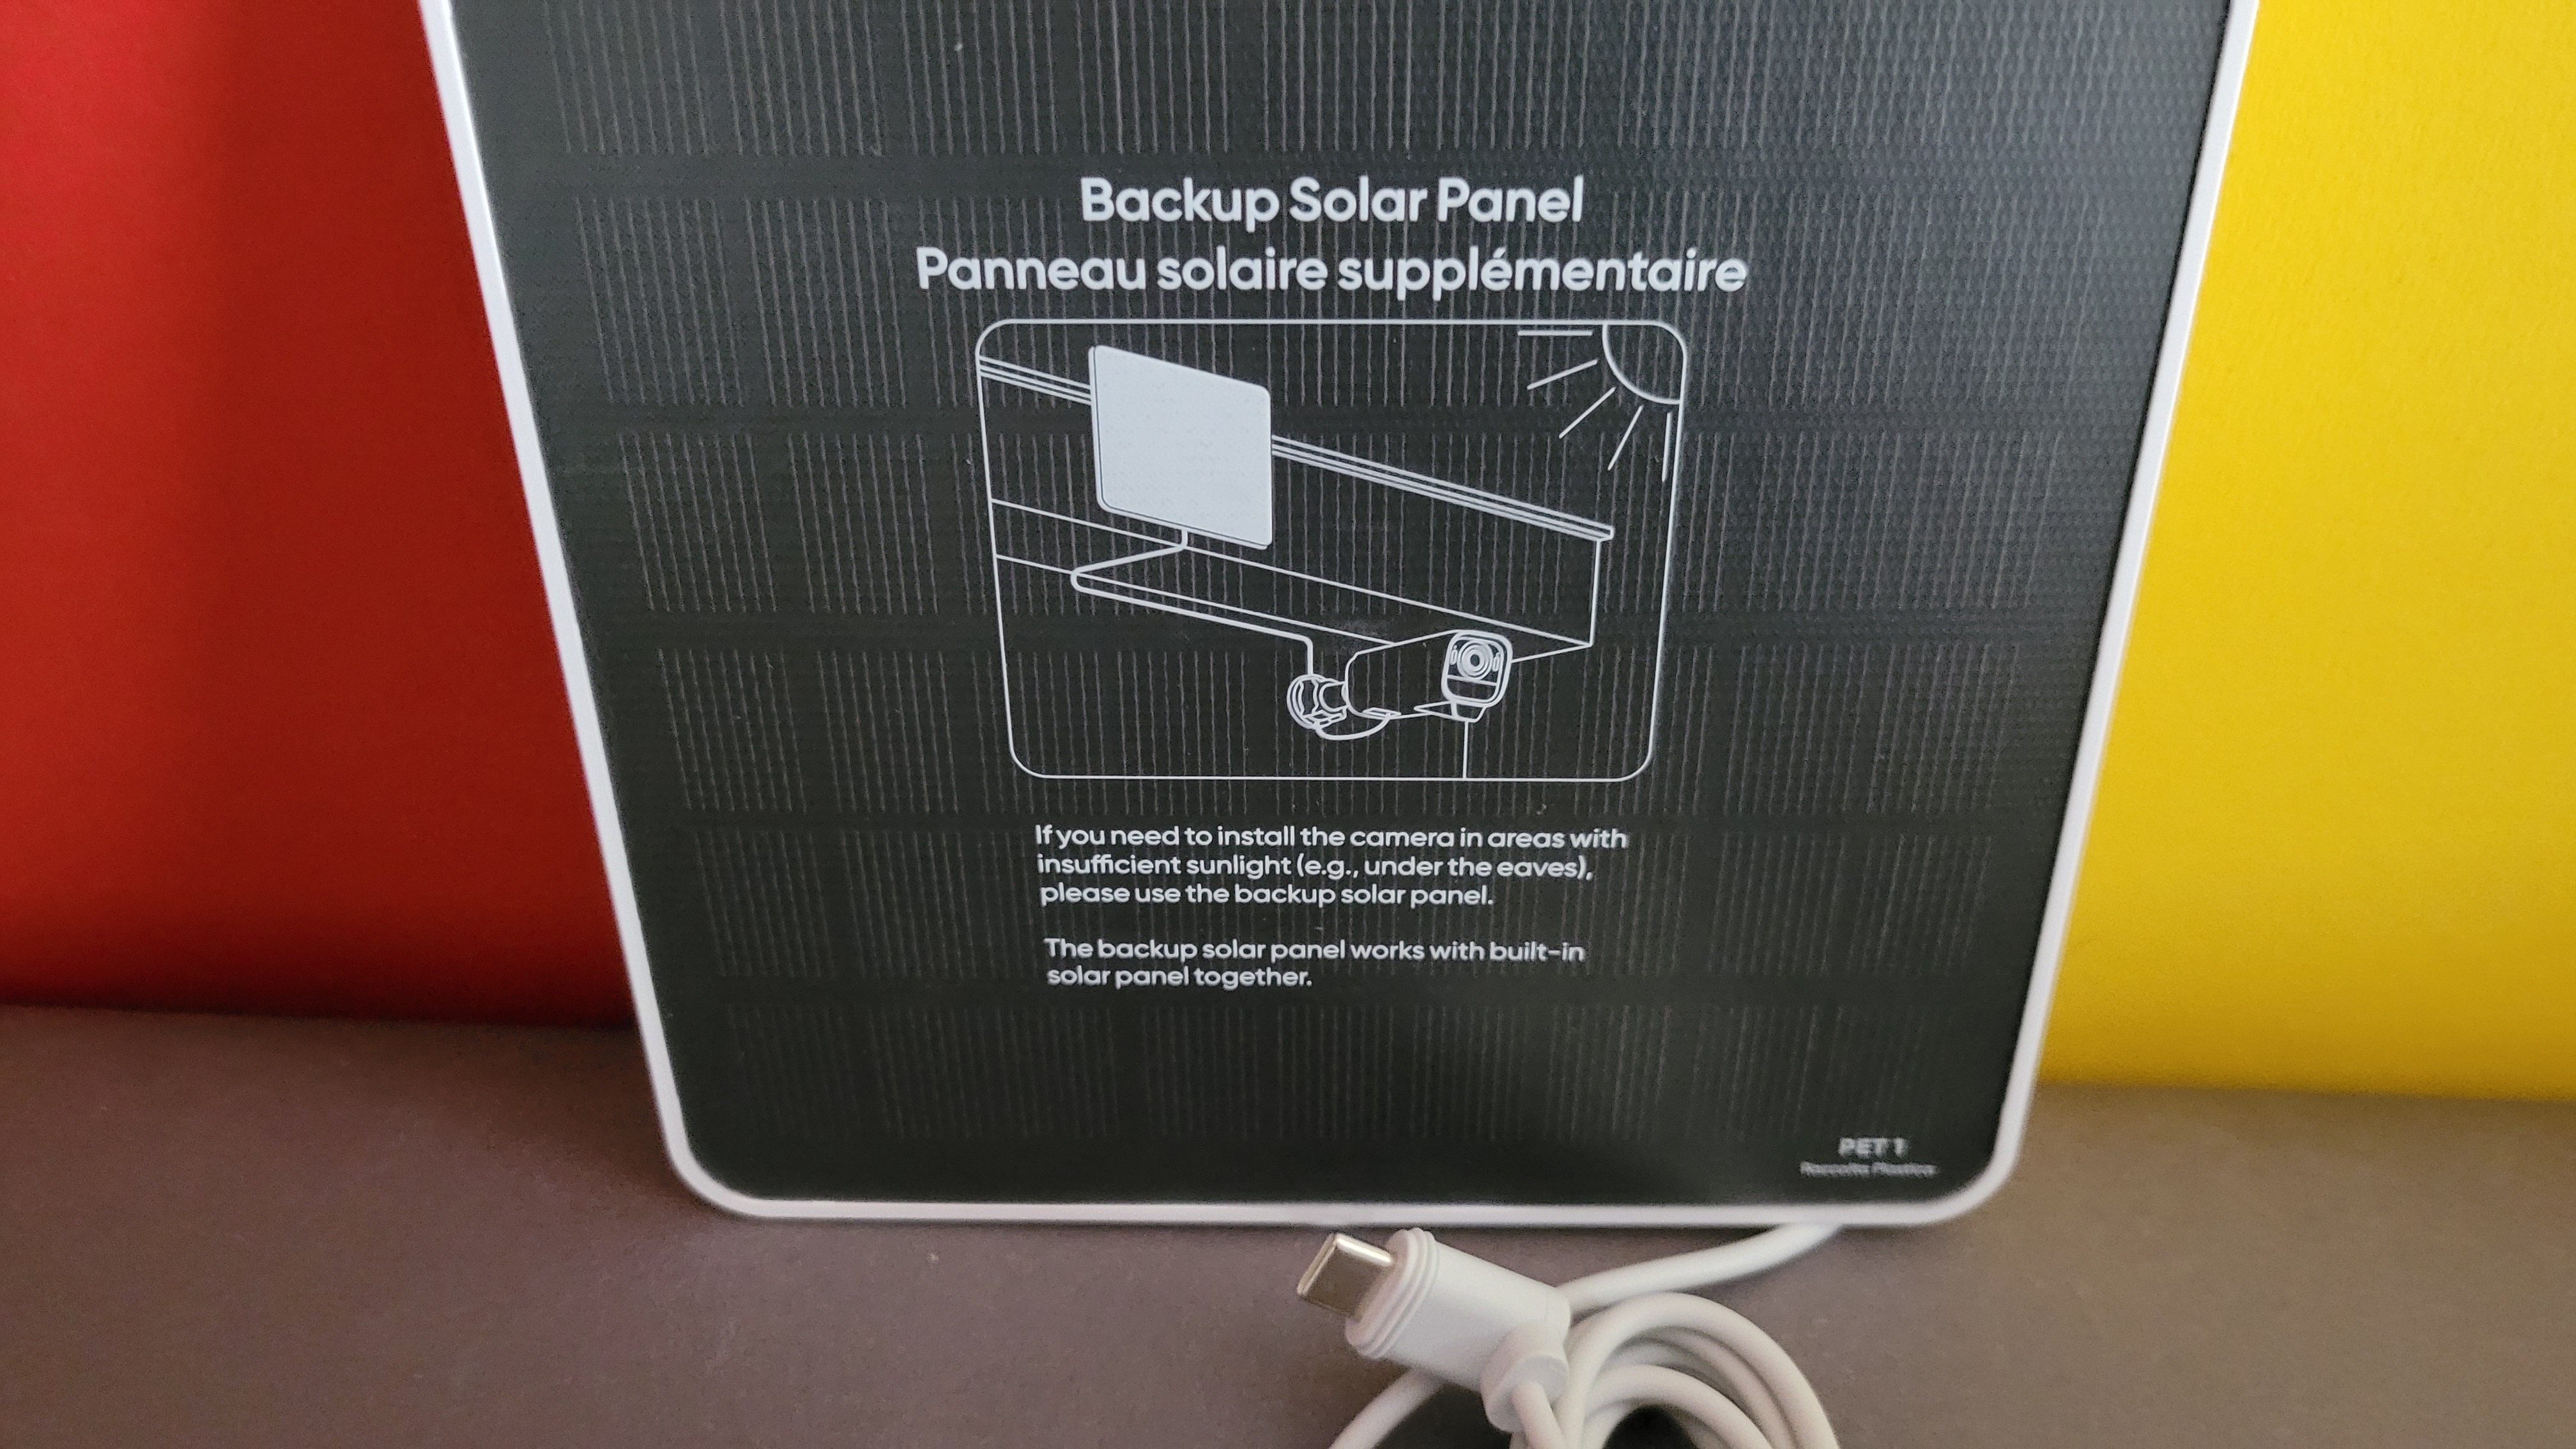 Backup Solar Panel
Panneau solaire supplémentaire
If you need to install the camera in areas with
insufficient sunlight (e.g., under the eaves),
please use the backup solar panel.
The backup solar panel works with built-in
solar panel together.
PET 1
Raccolta Plastica